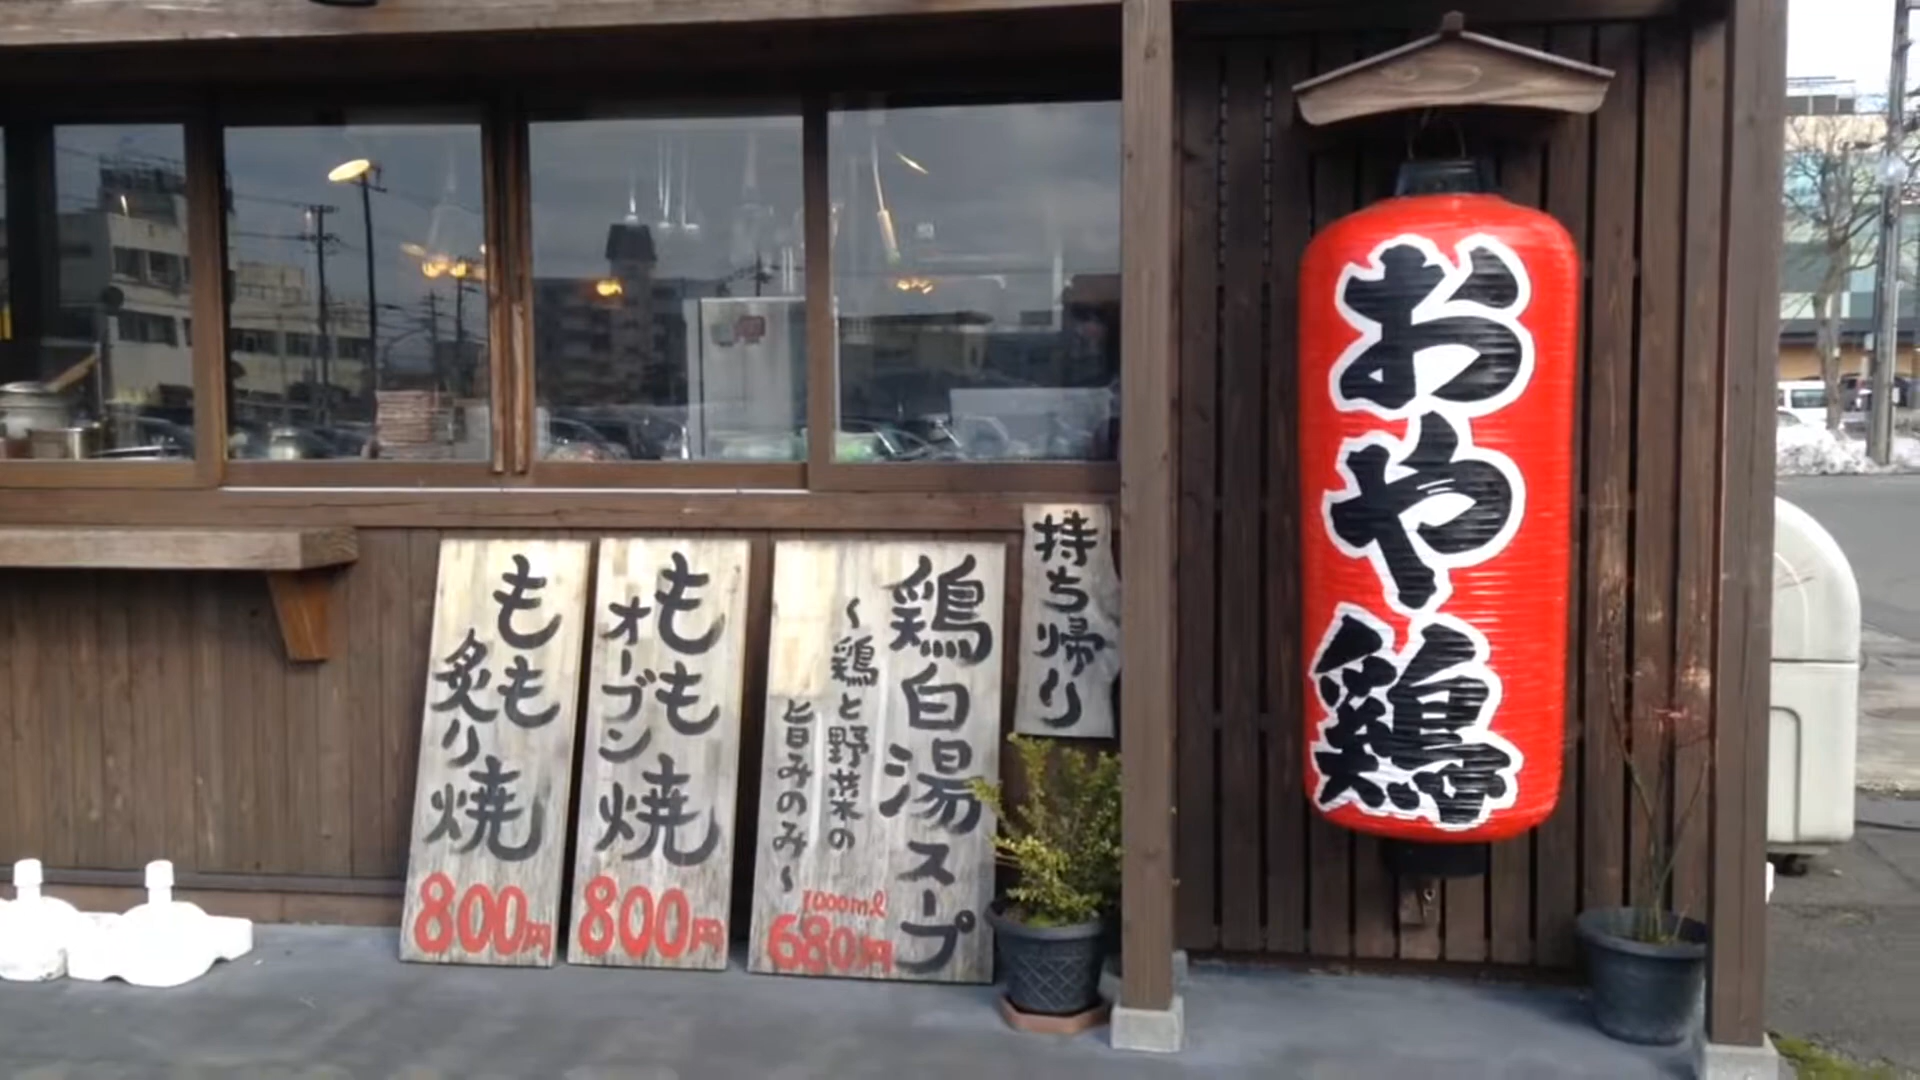 おや鶏
持ち帰り
鶏白湯スープ
～鶏と野菜の
旨みのみ～
1000ml
680円
もも
オーブン
焼
800円
もも
炙り
焼
800円